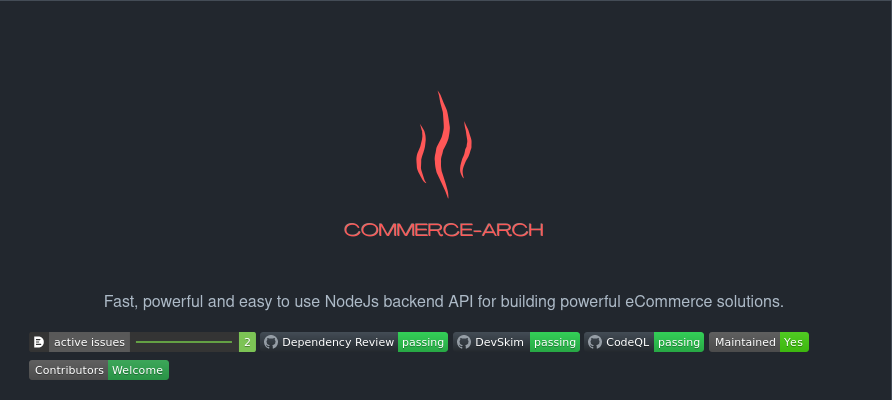 COMMERCE-ARCH
Fast, powerful and easy to use NodeJs backend API for building powerful eCommerce solutions.
active issues 2 Dependency Review passing DevSkim passing CodeQL passing Maintained Yes
Contributors Welcome